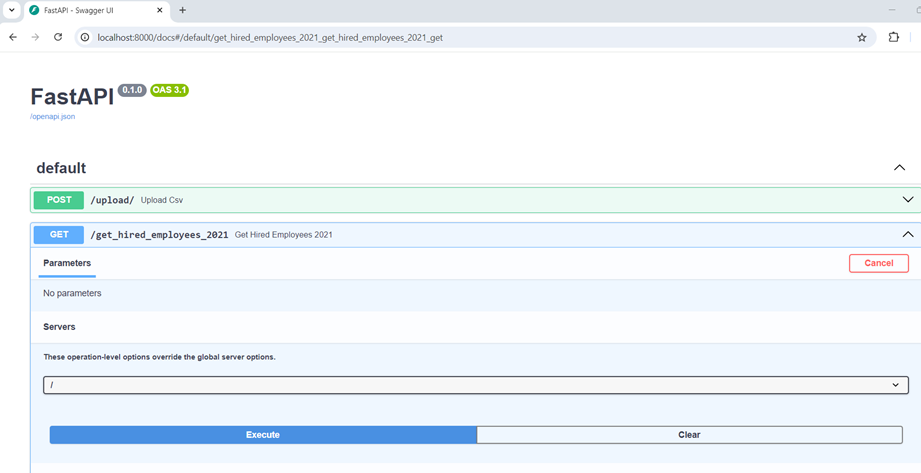 FastAPI - Swagger UI
localhost:8000/docs#/default/get_hired_employees_2021_get_hired_employees_2021_get
FastAPI 0.1.0 OAS 3.1
/openapi.json
default
POST /upload/ Upload Csv
GET /get_hired_employees_2021 Get Hired Employees 2021
Parameters Cancel
No parameters
Servers
These operation-level options override the global server options.
/
Execute Clear